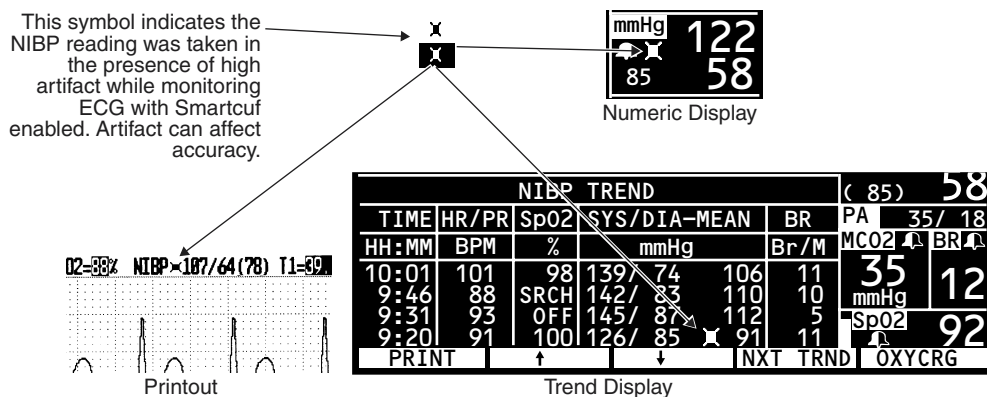 This symbol indicates the
NIBP reading was taken in
the presence of high
artifact while monitoring
ECG with Smartcuf
enabled. Artifact can affect
accuracy.
mmHg 122
85 58
Numeric Display
NIBP TREND
TIME HR/PR SpO2 SYS/DIA-MEAN BR
HH:MM BPM % mmHg Br/M
10:01 101 98 139/ 74 106 11
9:46 88 SRCH 142/ 83 110 10
9:31 93 OFF 145/ 87 112 5
9:20 91 100 126/ 85 91 11
PRINT ↑ ↓ NXT TRND OXYCRG
( 85) 58
PA 35/ 18
MCO2 BR
35 12
mmHg
SpO2 92
Trend Display
NIBP 107/64(78)
Printout